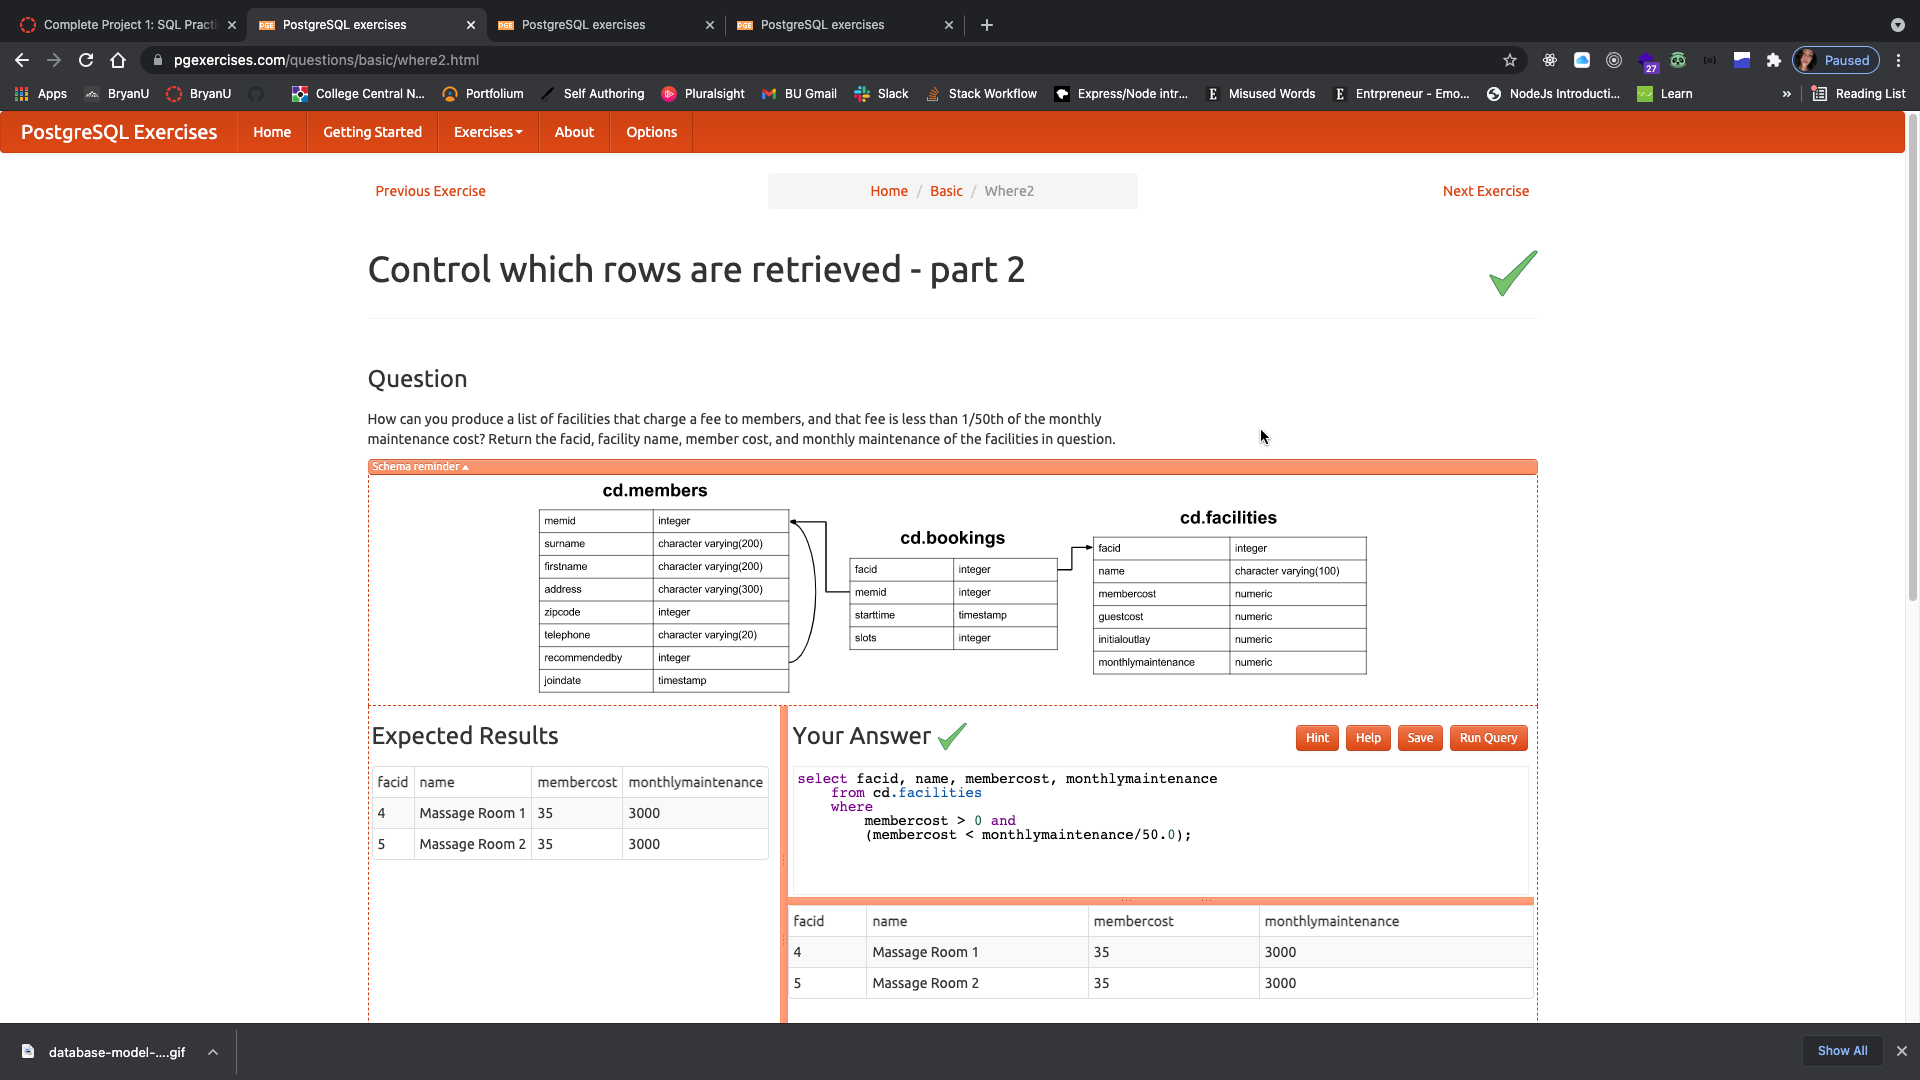 Complete Project 1: SQL Practi
PostgreSQL exercises
PostgreSQL exercises
PostgreSQL exercises
pgexercises.com/questions/basic/where2.html
27
Paused
Apps
BryanU
BryanU
College Central N...
Portfolium
Self Authoring
Pluralsight
BU Gmail
Slack
Stack Workflow
Express/Node intr...
Misused Words
Entrpreneur - Emo...
NodeJs Introducti...
Learn
»
Reading List
PostgreSQL Exercises
Home
Getting Started
Exercises
About
Options
Previous Exercise
Home / Basic / Where2
Next Exercise
Control which rows are retrieved - part 2
Question
How can you produce a list of facilities that charge a fee to members, and that fee is less than 1/50th of the monthly
maintenance cost? Return the facid, facility name, member cost, and monthly maintenance of the facilities in question.
Schema reminder
cd.members
memid integer
surname character varying(200)
firstname character varying(200)
address character varying(300)
zipcode integer
telephone character varying(20)
recommendedby integer
joindate timestamp
cd.bookings
facid integer
memid integer
starttime timestamp
slots integer
cd.facilities
facid integer
name character varying(100)
membercost numeric
guestcost numeric
initialoutlay numeric
monthlymaintenance numeric
Expected Results
facid name membercost monthlymaintenance
4 Massage Room 1 35 3000
5 Massage Room 2 35 3000
Your Answer
Hint
Help
Save
Run Query
select facid, name, membercost, monthlymaintenance
from cd.facilities
where
membercost > 0 and
(membercost < monthlymaintenance/50.0);
facid name membercost monthlymaintenance
4 Massage Room 1 35 3000
5 Massage Room 2 35 3000
database-model-....gif
Show All